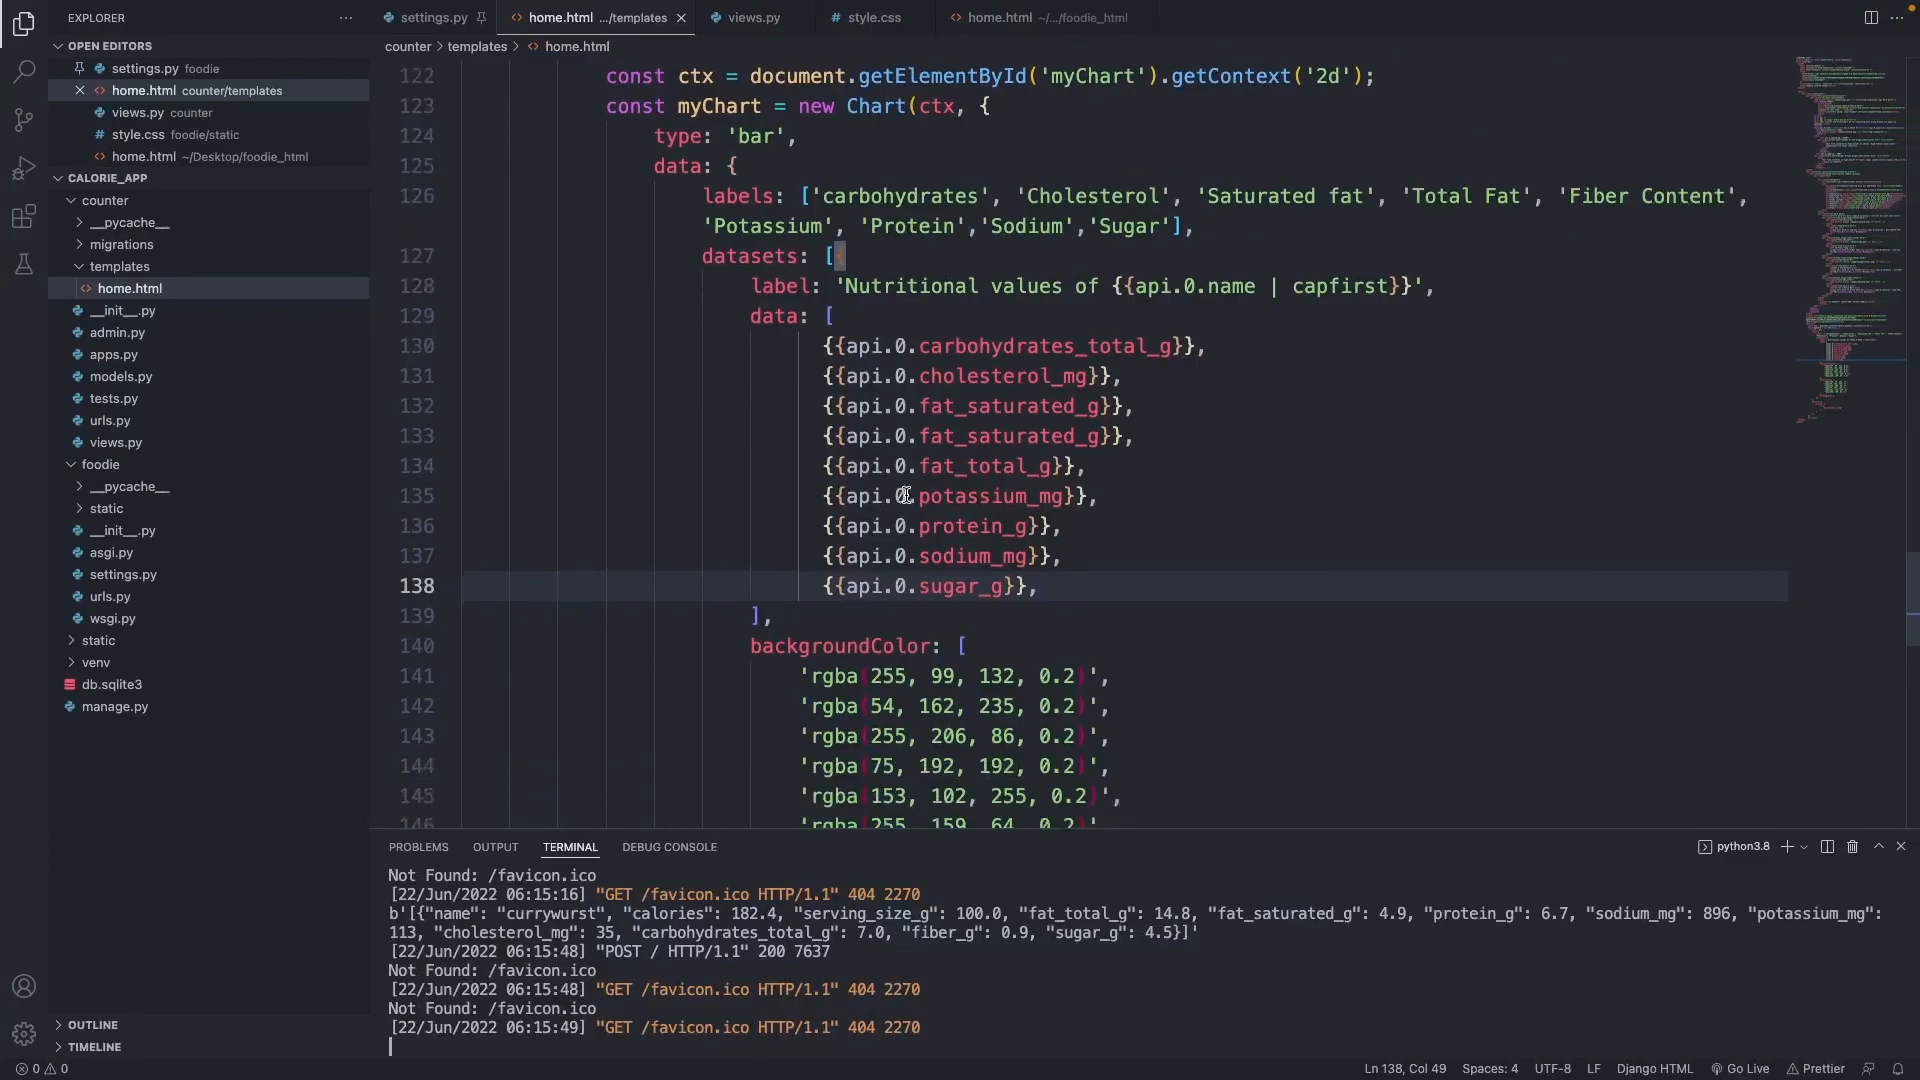 EXPLORER
OPEN EDITORS
settings.py foodie
home.html counter/templates
views.py counter
style.css foodie/static
home.html ~/Desktop/foodie_html
CALORIE_APP
counter
__pycache__
migrations
templates
home.html
__init__.py
admin.py
apps.py
models.py
tests.py
urls.py
views.py
foodie
__pycache__
static
__init__.py
asgi.py
settings.py
urls.py
wsgi.py
static
venv
db.sqlite3
manage.py
OUTLINE
TIMELINE
settings.py
home.html .../templates
views.py
style.css
home.html ~/.../foodie_html
counter > templates > home.html
122 const ctx = document.getElementById('myChart').getContext('2d');
123 const myChart = new Chart(ctx, {
124 type: 'bar',
125 data: {
126 labels: ['carbohydrates', 'Cholesterol', 'Saturated fat', 'Total Fat', 'Fiber Content',
'Potassium', 'Protein','Sodium','Sugar'],
127 datasets: [{
128 label: 'Nutritional values of {{api.0.name | capfirst}}',
129 data: [
130 {{api.0.carbohydrates_total_g}},
131 {{api.0.cholesterol_mg}},
132 {{api.0.fat_saturated_g}},
133 {{api.0.fat_saturated_g}},
134 {{api.0.fat_total_g}},
135 {{api.0.potassium_mg}},
136 {{api.0.protein_g}},
137 {{api.0.sodium_mg}},
138 {{api.0.sugar_g}},
139 ],
140 backgroundColor: [
141 'rgba(255, 99, 132, 0.2)',
142 'rgba(54, 162, 235, 0.2)',
143 'rgba(255, 206, 86, 0.2)',
144 'rgba(75, 192, 192, 0.2)',
145 'rgba(153, 102, 255, 0.2)',
146 'rgba(255, 159, 64, 0.2)'
PROBLEMS OUTPUT TERMINAL DEBUG CONSOLE
python3.8
Not Found: /favicon.ico
[22/Jun/2022 06:15:16] "GET /favicon.ico HTTP/1.1" 404 2270
b'[{"name": "currywurst", "calories": 182.4, "serving_size_g": 100.0, "fat_total_g": 14.8, "fat_saturated_g": 4.9, "protein_g": 6.7, "sodium_mg": 896, "potassium_mg":
113, "cholesterol_mg": 35, "carbohydrates_total_g": 7.0, "fiber_g": 0.9, "sugar_g": 4.5}]'
[22/Jun/2022 06:15:48] "POST / HTTP/1.1" 200 7637
Not Found: /favicon.ico
[22/Jun/2022 06:15:48] "GET /favicon.ico HTTP/1.1" 404 2270
Not Found: /favicon.ico
[22/Jun/2022 06:15:49] "GET /favicon.ico HTTP/1.1" 404 2270
0 0
Ln 138, Col 49 Spaces: 4 UTF-8 LF Django HTML Go Live Prettier